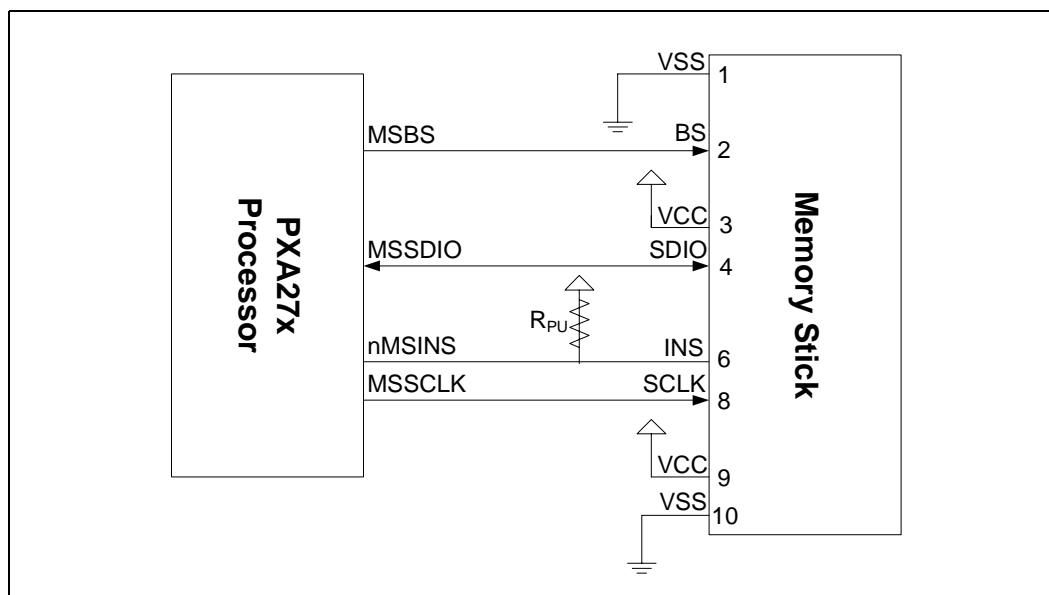 VSS
1
MSBS
BS
2
VCC
3
MSSDIO
SDIO
4
RPU
nMSINS
INS
6
MSSCLK
SCLK
8
VCC
9
VSS
10
PXA27x
Processor
Memory Stick